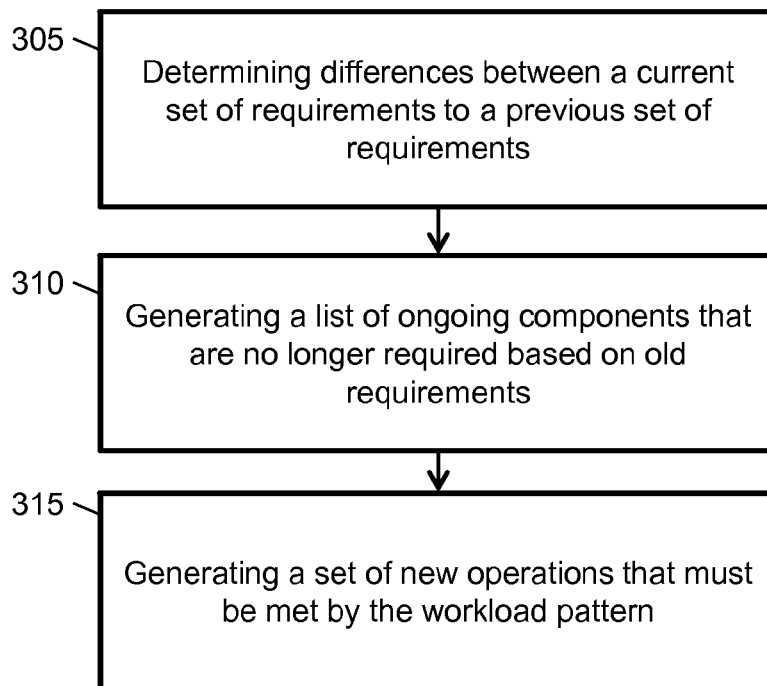 305
Determining differences between a current
set of requirements to a previous set of
requirements
310
Generating a list of ongoing components that
are no longer required based on old
requirements
315
Generating a set of new operations that must
be met by the workload pattern